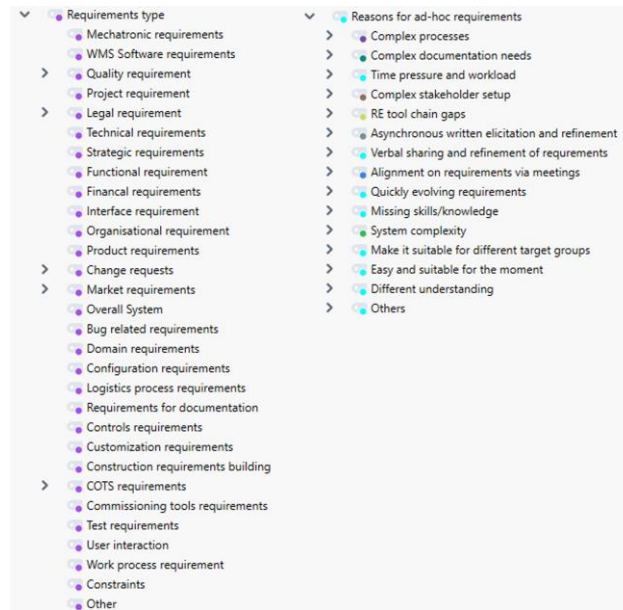 Requirements type
Mechatronic requirements
WMS Software requirements
Quality requirement
Project requirement
Legal requirement
Technical requirements
Strategic requirements
Functional requirement
Financal requirements
Interface requirement
Organisational requirement
Product requirements
Change requests
Market requirements
Overall System
Bug related requirements
Domain requirements
Configuration requirements
Logistics process requirements
Requirements for documentation
Controls requirements
Customization requirements
Construction requirements building
COTS requirements
Commissioning tools requirements
Test requirements
User interaction
Work process requirement
Constraints
Other
Reasons for ad-hoc requirements
Complex processes
Complex documentation needs
Time pressure and workload
Complex stakeholder setup
RE tool chain gaps
Asynchronous written elicitation and refinement
Verbal sharing and refinement of requrements
Alignment on requirements via meetings
Quickly evolving requirements
Missing skills/knowledge
System complexity
Make it suitable for different target groups
Easy and suitable for the moment
Different understanding
Others